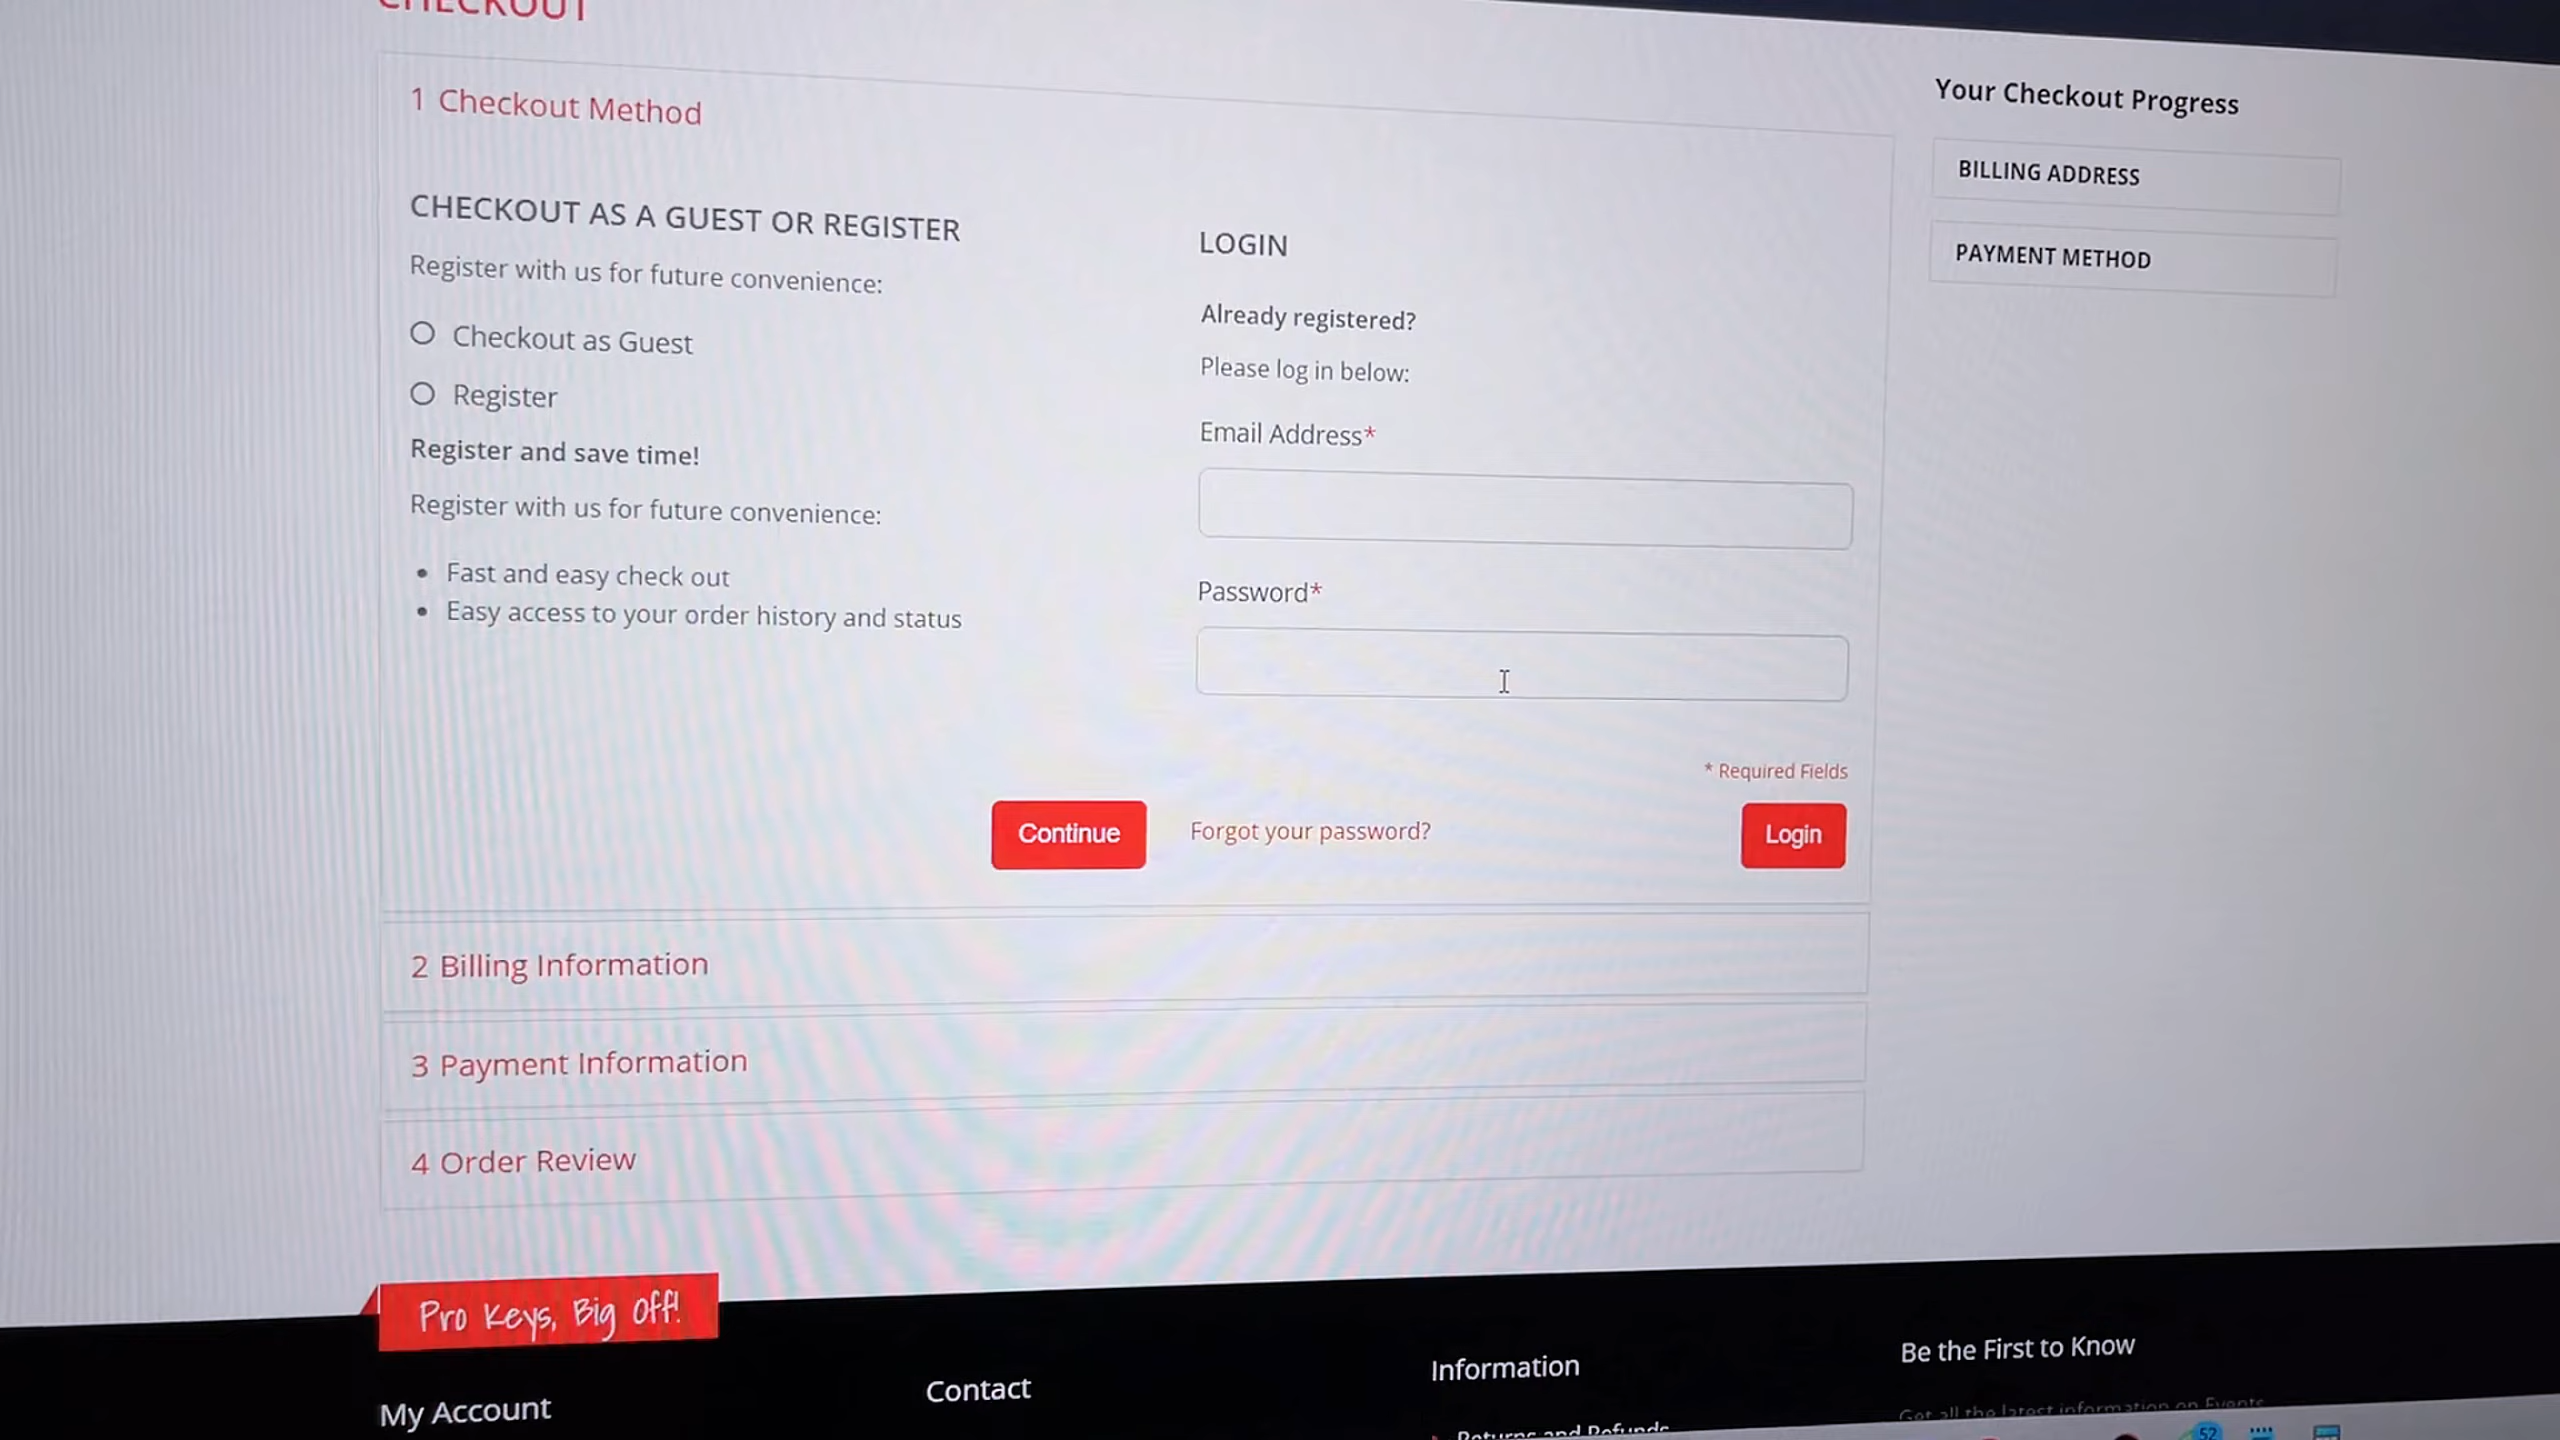 CHECKOUT
1 Checkout Method
CHECKOUT AS A GUEST OR REGISTER
Register with us for future convenience:
Checkout as Guest
Register
Register and save time!
Register with us for future convenience:
• Fast and easy check out
• Easy access to your order history and status
Continue
LOGIN
Already registered?
Please log in below:
Email Address*
Password*
* Required Fields
Forgot your password?
Login
2 Billing Information
3 Payment Information
4 Order Review
Your Checkout Progress
BILLING ADDRESS
PAYMENT METHOD
Pro Keys, Big Off!
My Account
Contact
Information
Returns and Refunds
Be the First to Know
Get all the latest information on Events
52